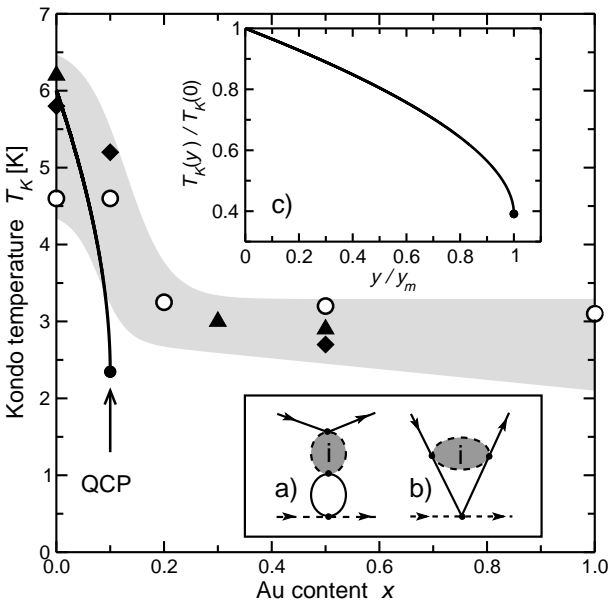 Kondo temperature T_K [K]
7
6
5
4
3
2
1
0
0.0
0.2
0.4
0.6
0.8
1.0
Au content x
QCP
T_K(y) / T_K(0)
1
0.8
0.6
0.4
0
0.2
0.4
0.6
0.8
1
y / y_m
c)
a)
i
b)
i